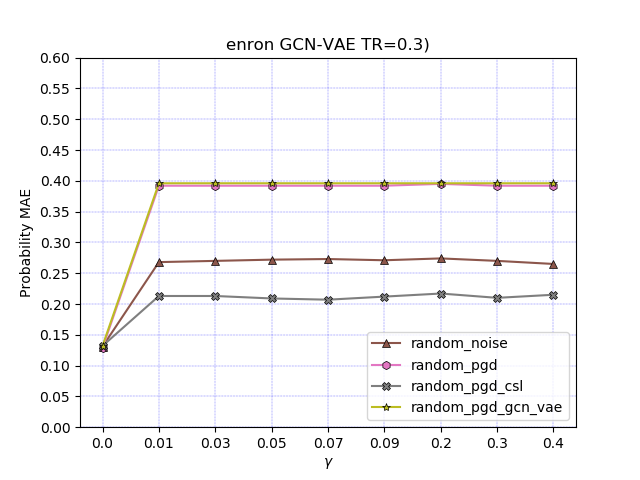 enron GCN-VAE TR=0.3)
Probability MAE
0.60
0.55
0.50
0.45
0.40
0.35
0.30
0.25
0.20
0.15
0.10
0.05
0.00
random_noise
random_pgd
random_pgd_csl
random_pgd_gcn_vae
0.0 0.01 0.03 0.05 0.07 0.09 0.2 0.3 0.4
γ